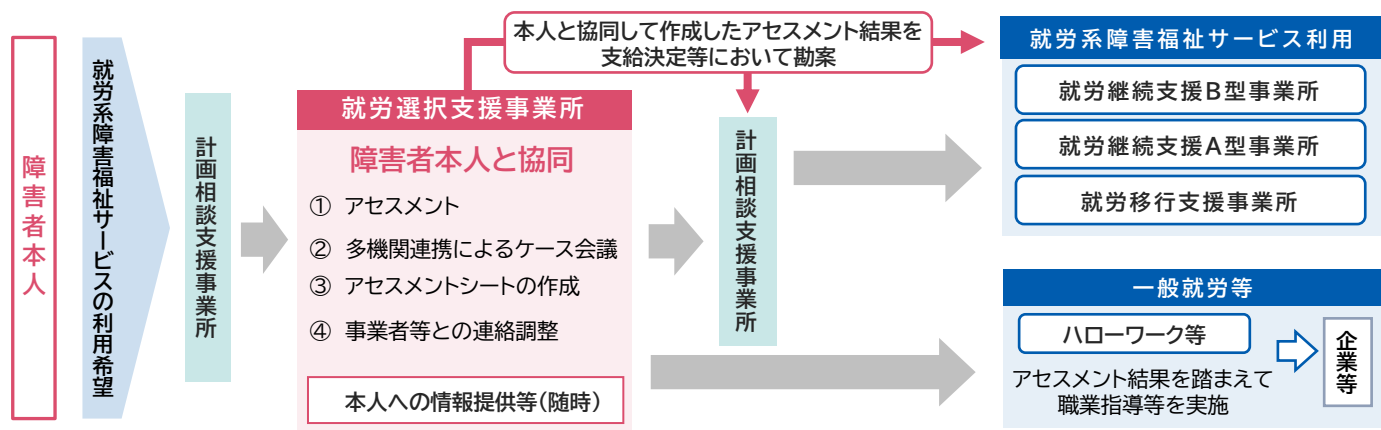 障害者本人
就労系障害福祉サービスの利用希望
計画相談支援事業所
就労選択支援事業所
障害者本人と協同
① アセスメント
② 多機関連携によるケース会議
③ アセスメントシートの作成
④ 事業者等との連絡調整
本人への情報提供等(随時)
本人と協同して作成したアセスメント結果を
支給決定等において勘案
計画相談支援事業所
就労系障害福祉サービス利用
就労継続支援B型事業所
就労継続支援A型事業所
就労移行支援事業所
一般就労等
ハローワーク等
アセスメント結果を踏まえて
職業指導等を実施
企業等